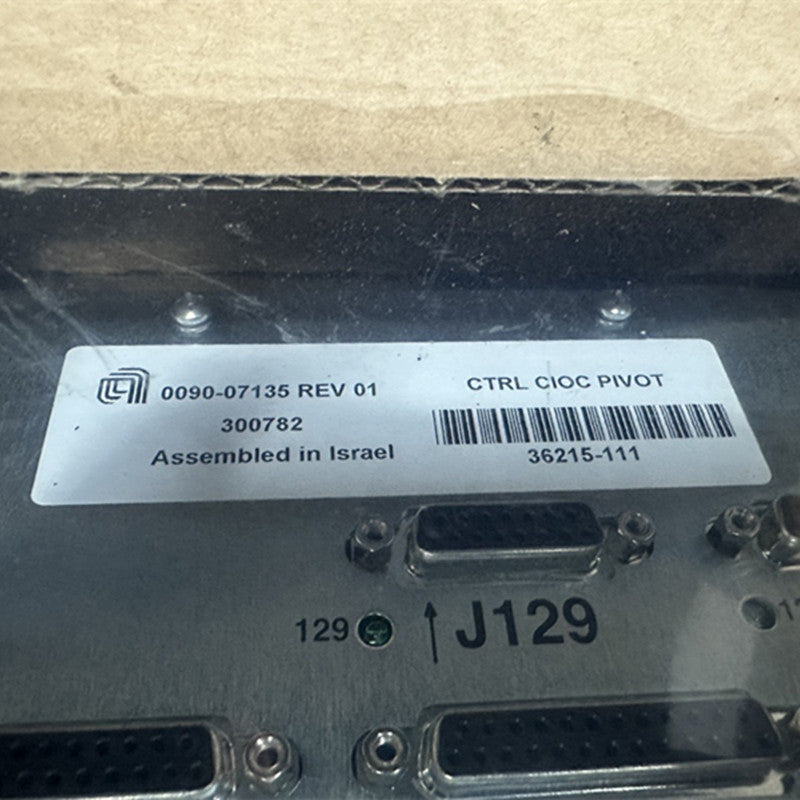 0090-07135 REV 01
300782
Assembled in Israel
CTRL CIOC PIVOT
36215-111
129
J129